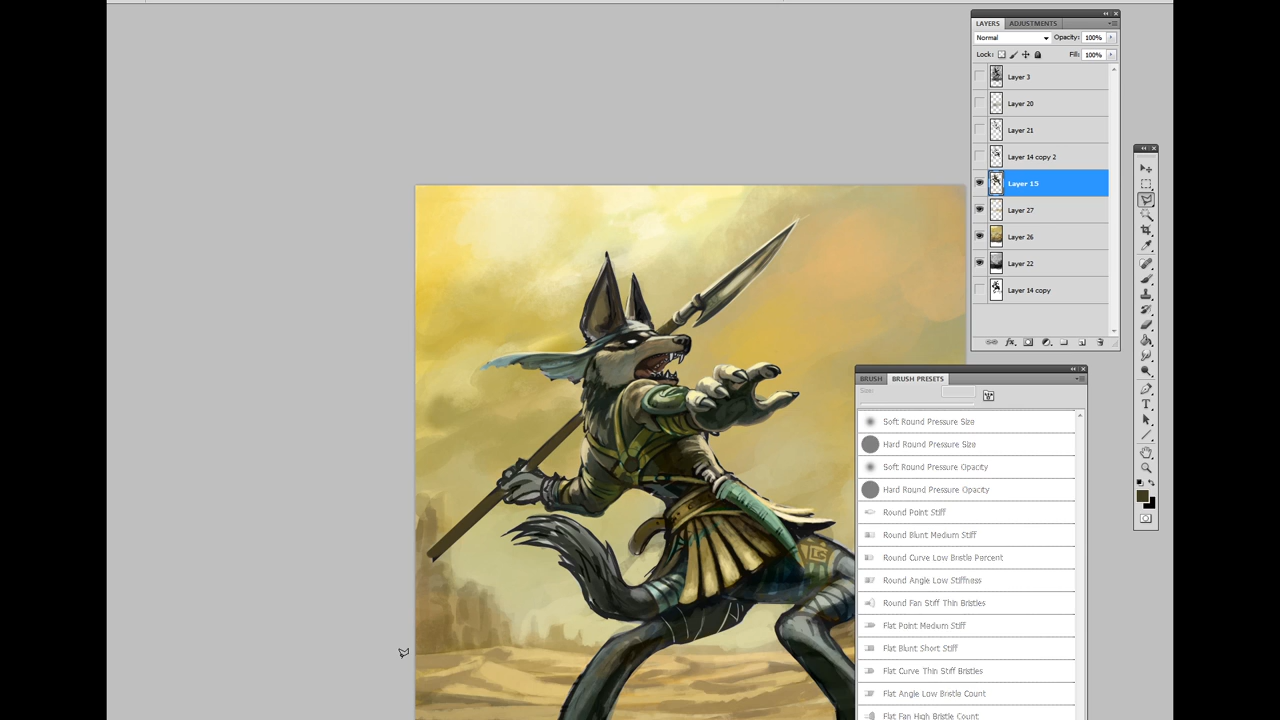 LAYERS ADJUSTMENTS
Normal Opacity: 100%
Lock: Fill: 100%
Layer 3
Layer 20
Layer 21
Layer 14 copy 2
Layer 15
Layer 27
Layer 26
Layer 22
Layer 14 copy
BRUSH BRUSH PRESETS
Size:
Soft Round Pressure Size
Hard Round Pressure Size
Soft Round Pressure Opacity
Hard Round Pressure Opacity
Round Point Stiff
Round Blunt Medium Stiff
Round Curve Low Bristle Percent
Round Angle Low Stiffness
Round Fan Stiff Thin Bristles
Flat Point Medium Stiff
Flat Blunt Short Stiff
Flat Curve Thin Stiff Bristles
Flat Angle Low Bristle Count
Flat Fan High Bristle Count
LS